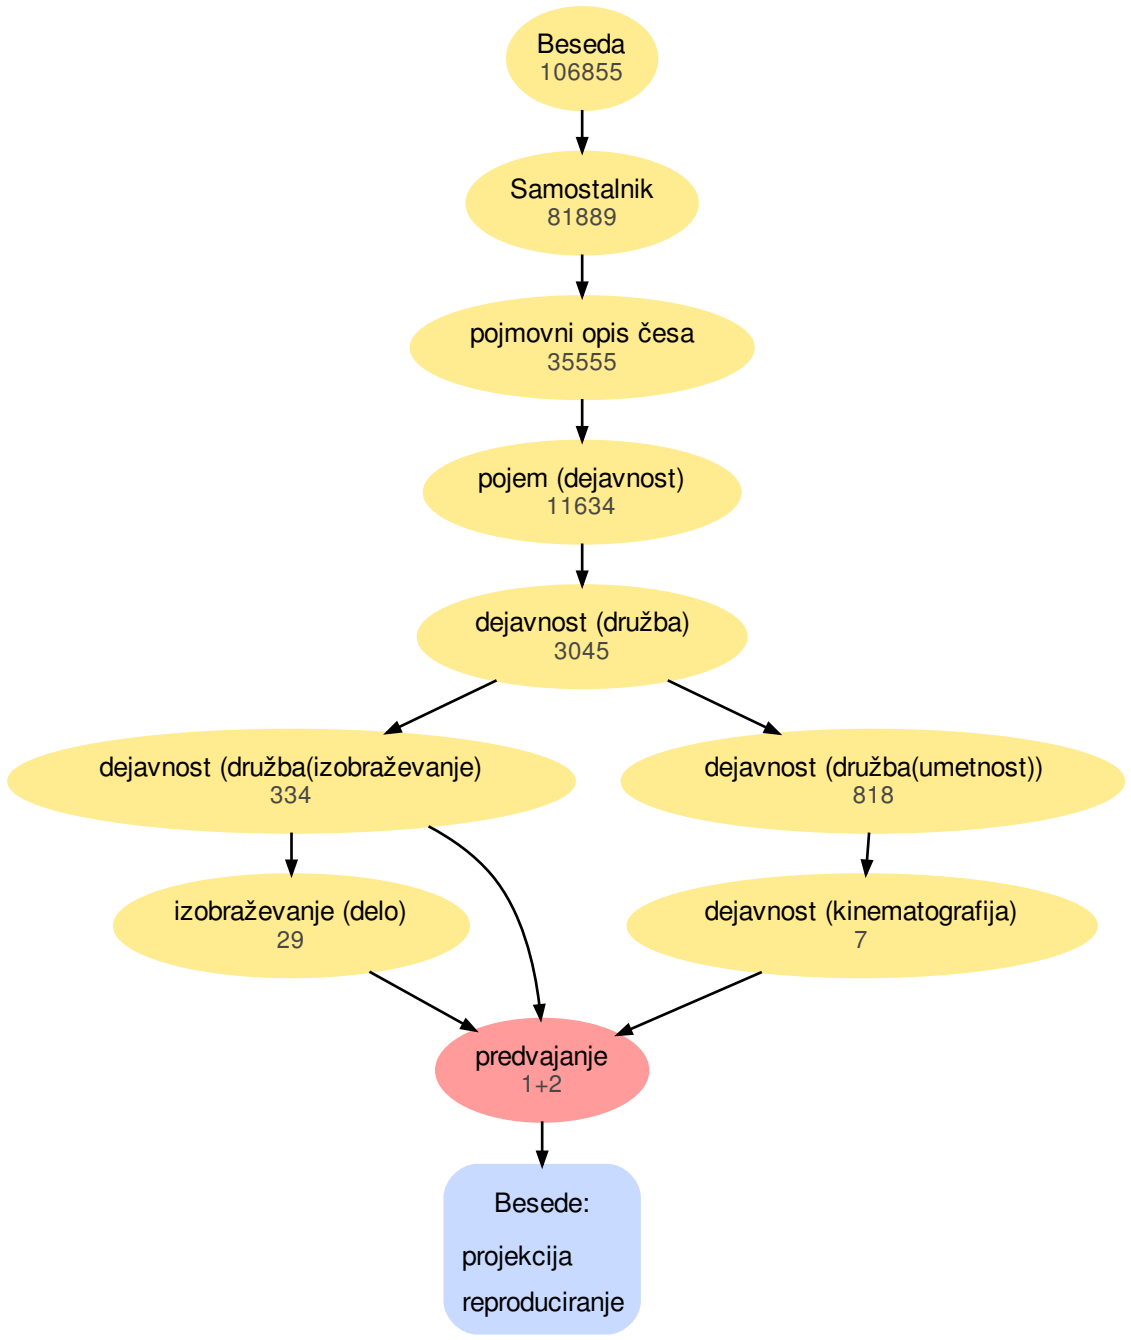 Beseda
106855
Samostalnik
81889
pojmovni opis česa
35555
pojem (dejavnost)
11634
dejavnost (družba)
3045
dejavnost (družba(izobraževanje)
334
dejavnost (družba(umetnost))
818
izobraževanje (delo)
29
dejavnost (kinematografija)
7
predvajanje
1+2
Besede:
projekcija
reproduciranje